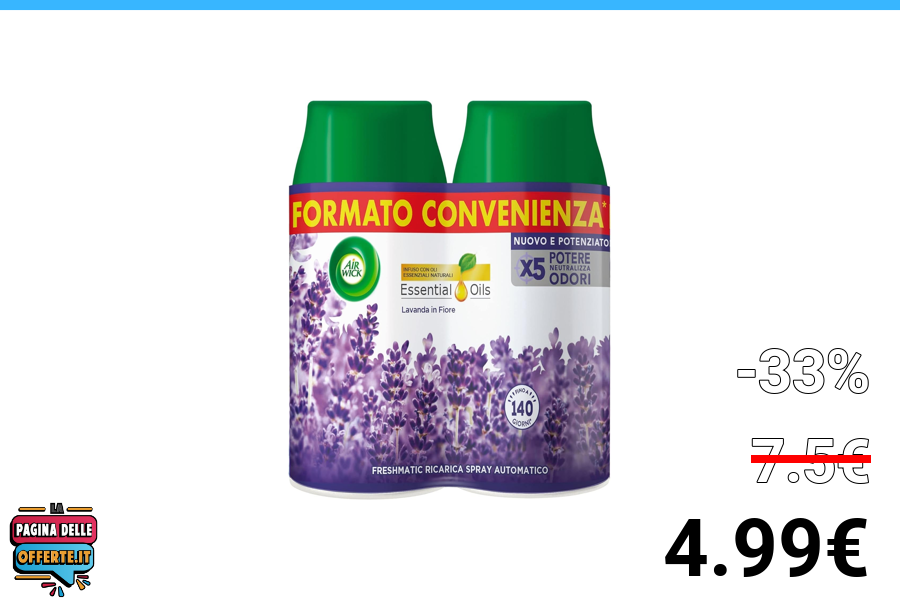 FORMATO CONVENIENZA*
NUOVO E POTENZIATO
X5 POTERE
NEUTRALIZZA
ODORI
AIR
WICK
INFUSO CON OLI
ESSENZIALI NATURALI
Essential Oils
Lavanda in Fiore
FINO A
140
GIORNI
FRESHMATIC RICARICA SPRAY AUTOMATICO
-33%
7.5€
4.99€
LA
PAGINA DELLE
OFFERTE.IT